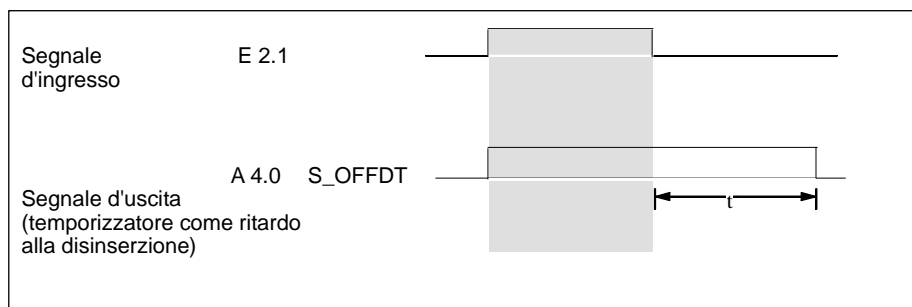 Segnale E 2.1
d'ingresso
A 4.0 S_OFFDT
Segnale d'uscita
(temporizzatore come ritardo
alla disinserzione)
t